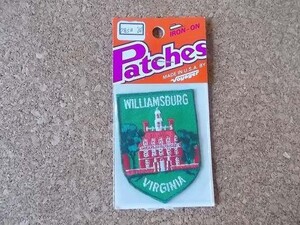 IRON-ON
Patches
MADE IN U.S.A. BY
Voyager
WILLIAMSBURG
VIRGINIA